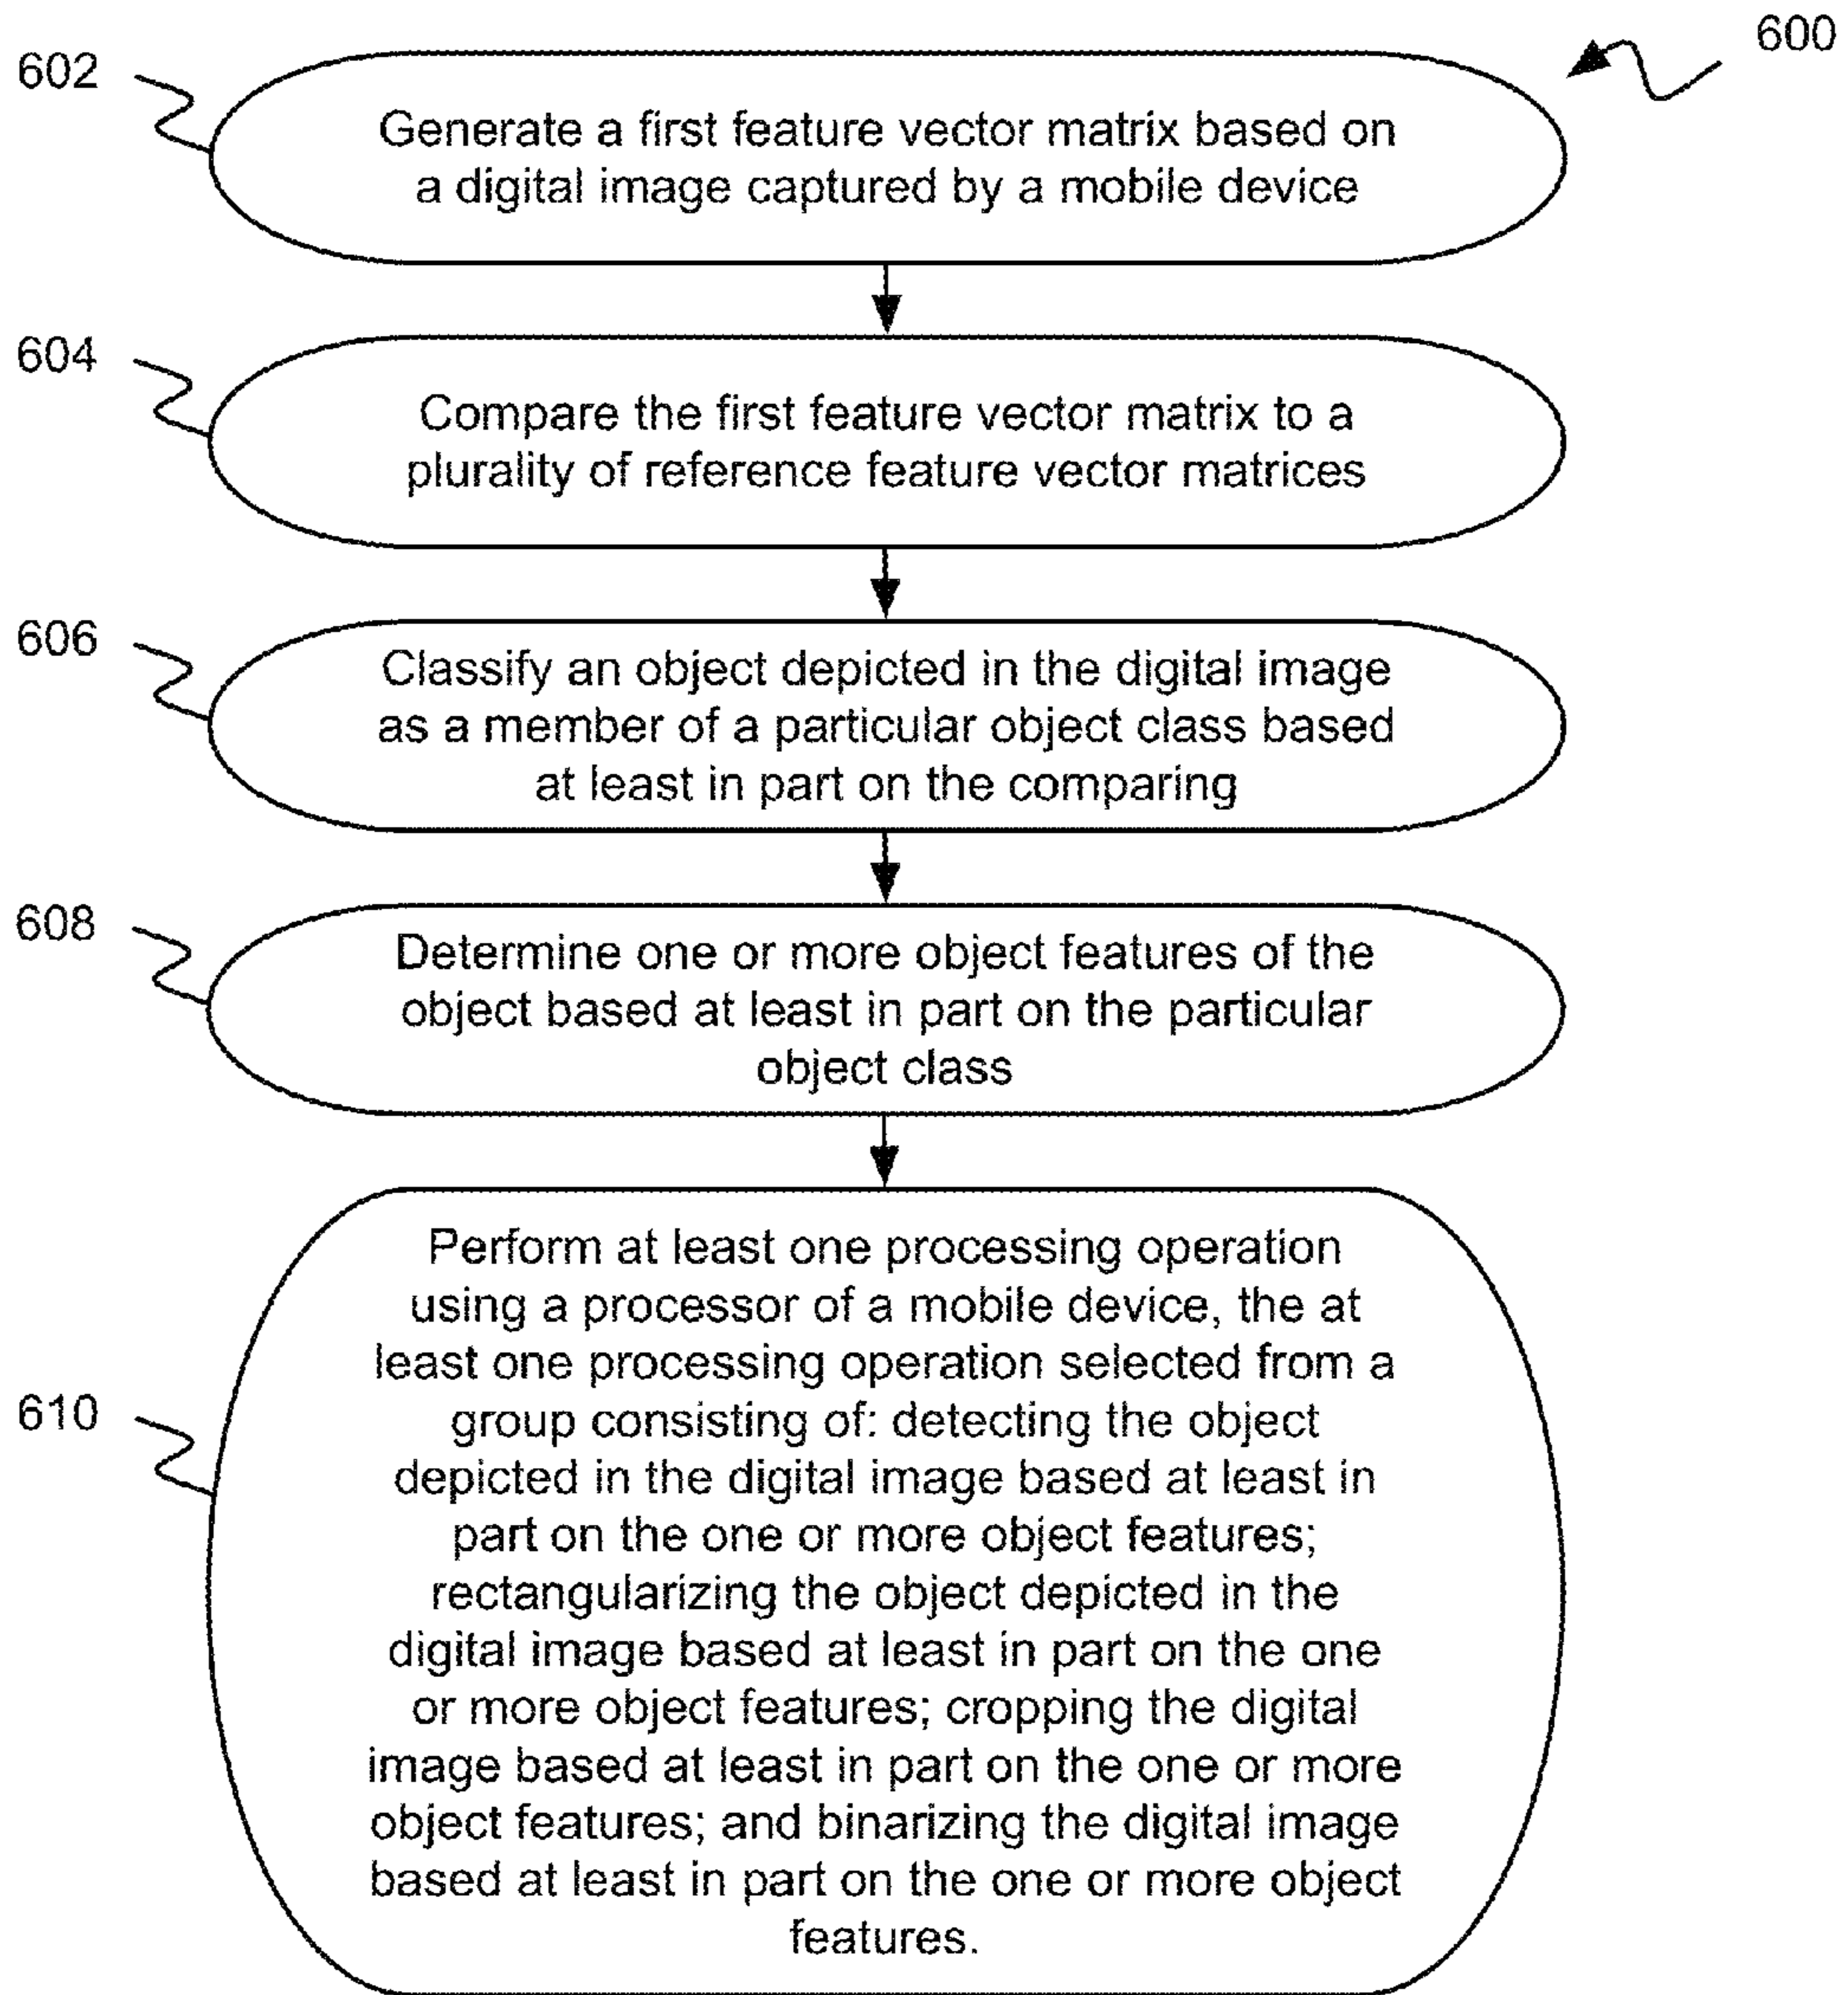 600
602
Generate a first feature vector matrix based on
a digital image captured by a mobile device
604
Compare the first feature vector matrix to a
plurality of reference feature vector matrices
606
Classify an object depicted in the digital image
as a member of a particular object class based
at least in part on the comparing
608
Determine one or more object features of the
object based at least in part on the particular
object class
610
Perform at least one processing operation
using a processor of a mobile device, the at
least one processing operation selected from a
group consisting of: detecting the object
depicted in the digital image based at least in
part on the one or more object features;
rectangularizing the object depicted in the
digital image based at least in part on the one
or more object features; cropping the digital
image based at least in part on the one or more
object features; and binarizing the digital image
based at least in part on the one or more object
features.